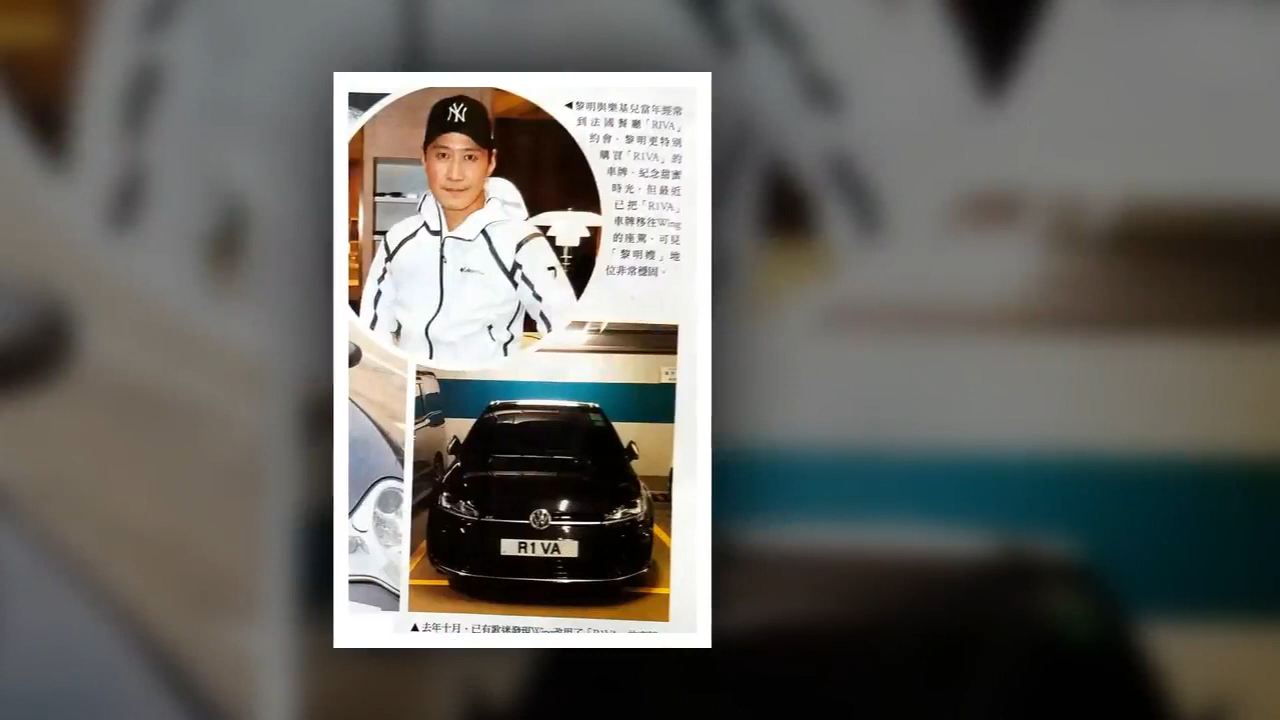 ◀黎明與樂基兒當年經常
到法國餐廳「RIVA」
約會，黎明更特別
購買「R1VA」的
車牌，紀念甜蜜
時光，但最近
已把「R1VA」
車牌移往Wing
的座駕，可見
「黎明嫂」地
位非常穩固。
NY
R1 VA
▲去年十月，已有歌迷發現Wing改用了「R1VA」